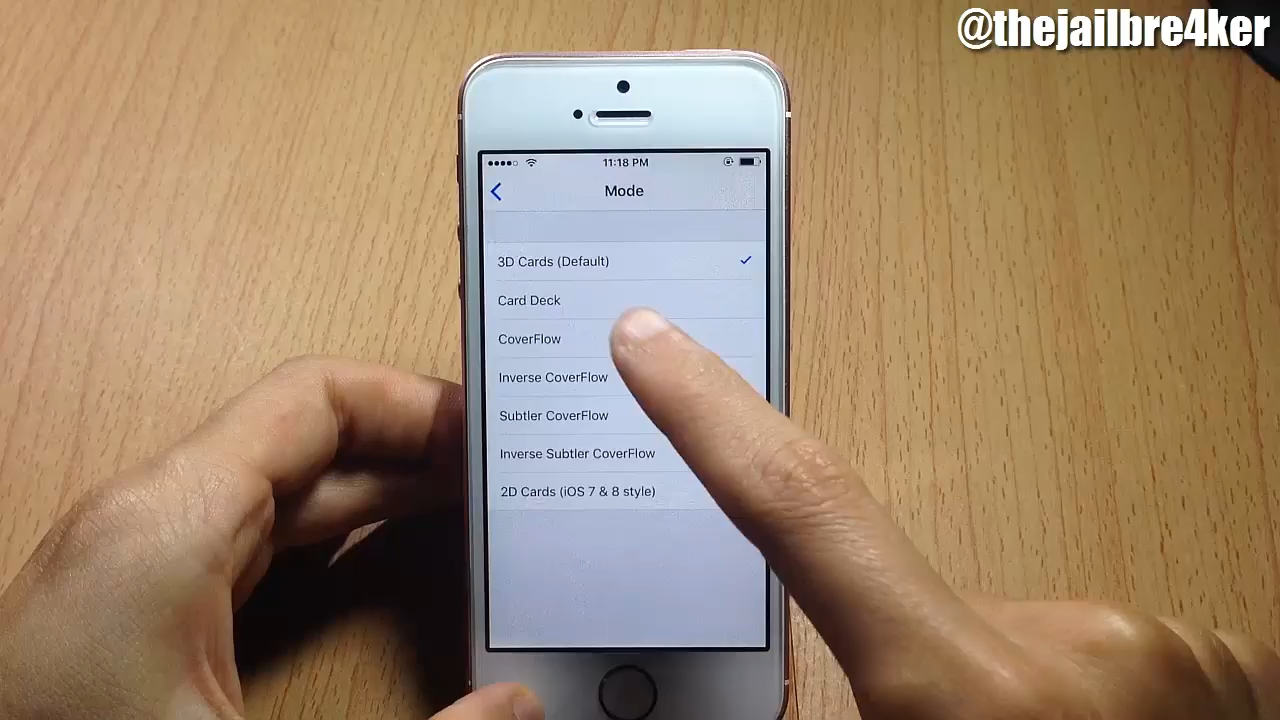 @thejailbre4ker
11:18 PM
Mode
3D Cards (Default)
Card Deck
CoverFlow
Inverse CoverFlow
Subtler CoverFlow
Inverse Subtler CoverFlow
2D Cards (iOS 7 & 8 style)